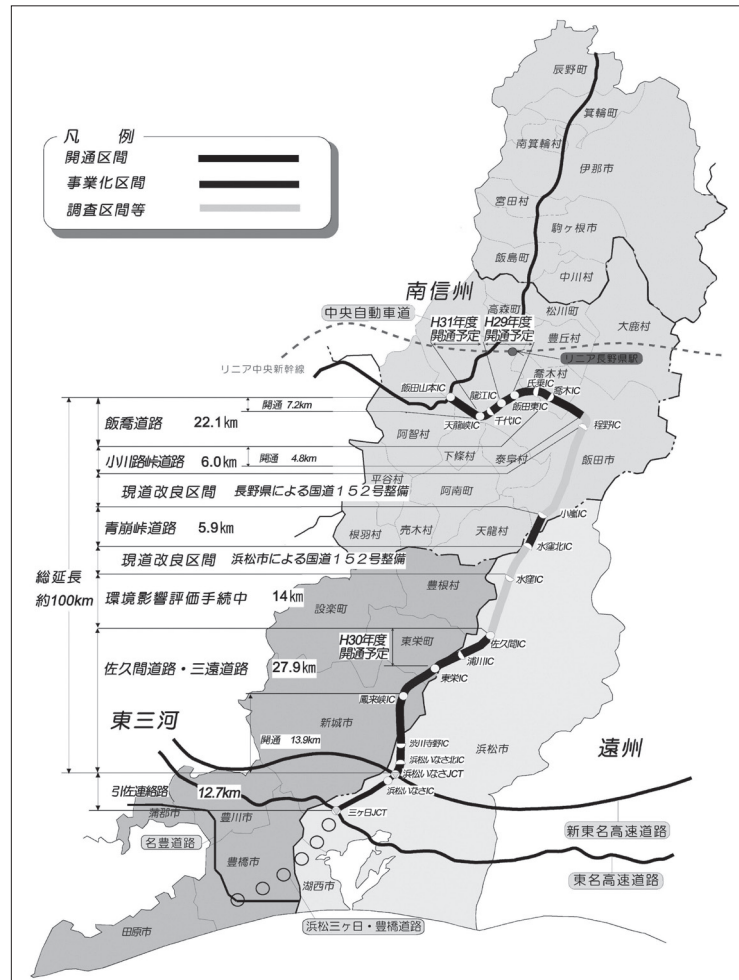 凡　例
開通区間
事業化区間
調査区間等
辰野町
箕輪町
南箕輪村
伊那市
宮田村
駒ヶ根市
飯島町
中川村
南信州
中央自動車道
高森町
松川町
大鹿村
H31年度
開通予定
H29年度
開通予定
豊丘村
リニア長野県駅
リニア中央新幹線
喬木村
飯田山本IC
龍江IC
氏乗IC
喬木IC
飯田東IC
千代IC
天龍峡IC
程野IC
飯喬道路 22.1km
開通 7.2km
阿智村
下條村
泰阜村
飯田市
小川路峠道路 6.0km
開通 4.8km
平谷村
阿南町
現道改良区間 長野県による国道152号整備
小嵐IC
青崩峠道路 5.9km
根羽村
売木村
天龍村
水窪北IC
現道改良区間 浜松市による国道152号整備
水窪IC
総延長
約100km
環境影響評価手続中 14km
豊根村
設楽町
東栄町
H30年度
開通予定
佐久間IC
浦川IC
東栄IC
佐久間道路・三遠道路 27.9km
鳳来峡IC
東三河
新城市
開通 13.9km
渋川寺野IC
浜松いなさ北IC
浜松いなさJCT
浜松いなさIC
浜松市
遠州
引佐連絡路 12.7km
三ヶ日JCT
蒲郡市
豊川市
名豊道路
豊橋市
湖西市
新東名高速道路
東名高速道路
浜松三ヶ日・豊橋道路
田原市